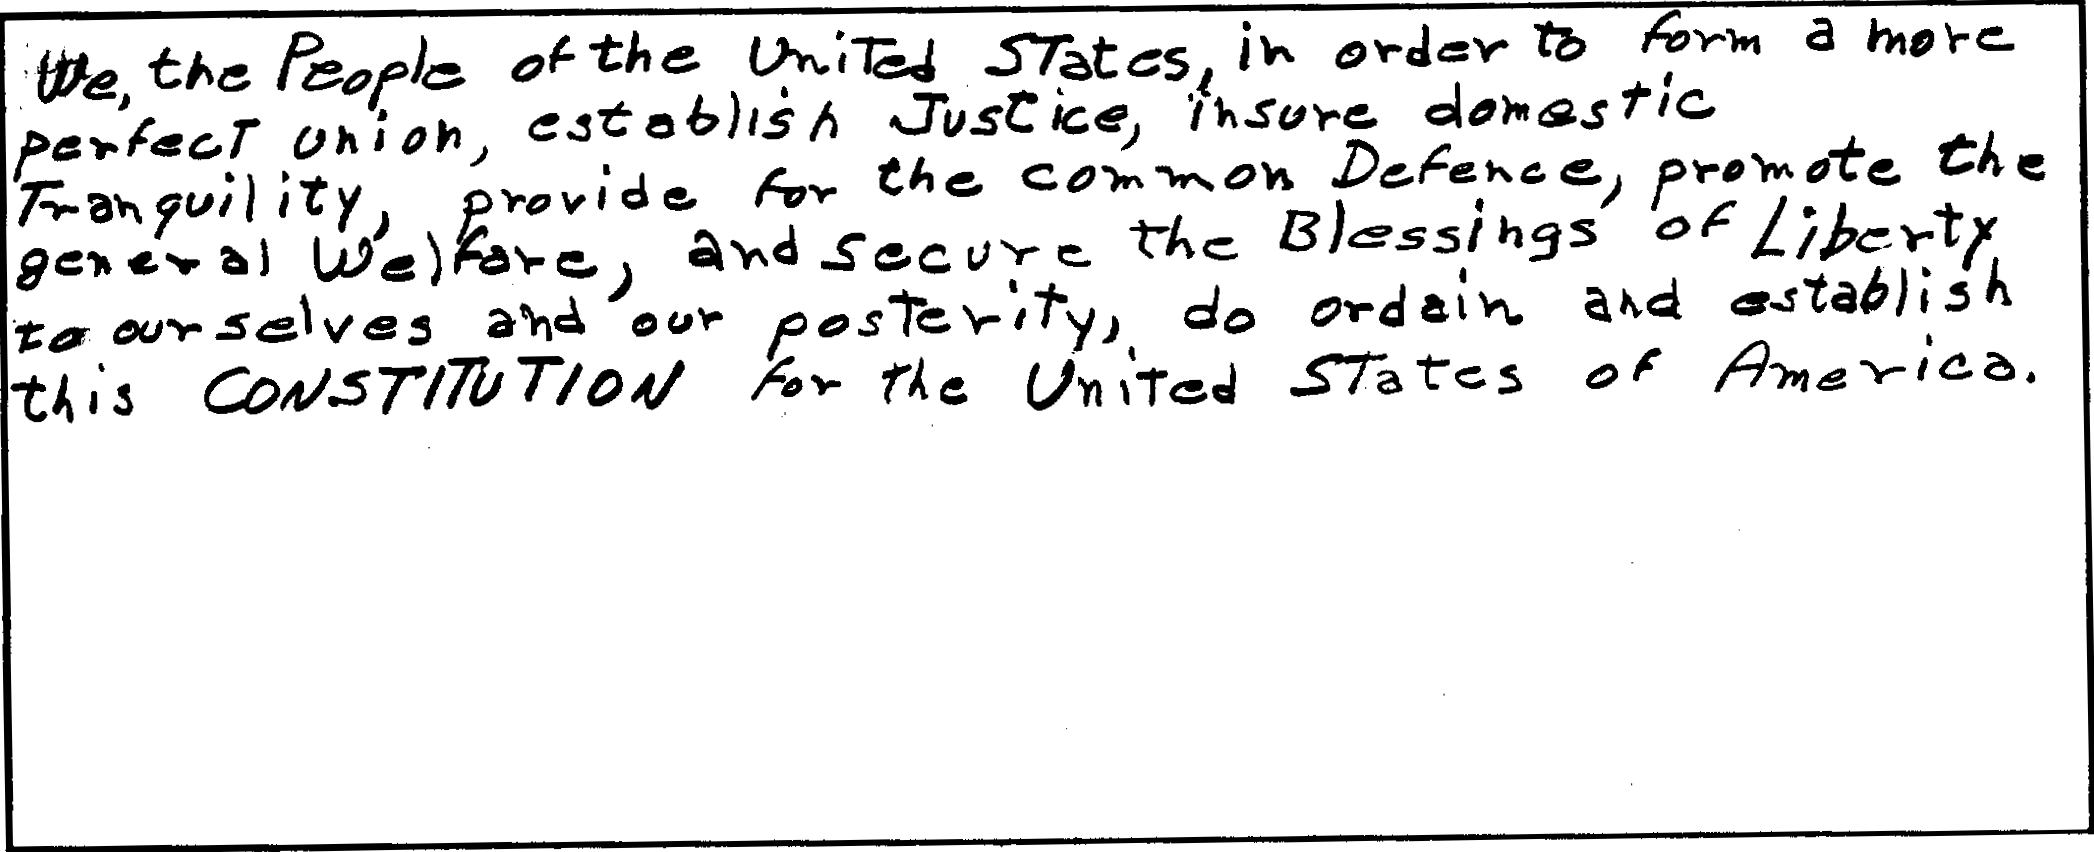 We, the People of the United States, in order to form a more
perfect union, establish Justice, insure domestic
Tranquility, provide for the common Defence, promote the
general Welfare, and secure the Blessings of Liberty
to ourselves and our posterity, do ordain and establish
this CONSTITUTION for the United States of America.